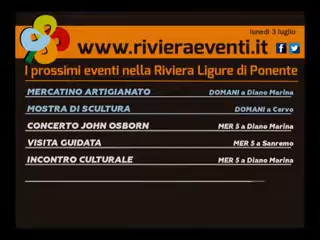 lunedì 3 luglio
www.rivieraeventi.it
I prossimi eventi nella Riviera Ligure di Ponente
MERCATINO ARTIGIANATO DOMANI a Diano Marina
MOSTRA DI SCULTURA DOMANI a Cervo
CONCERTO JOHN OSBORN MER 5 a Diano Marina
VISITA GUIDATA MER 5 a Sanremo
INCONTRO CULTURALE MER 5 a Diano Marina